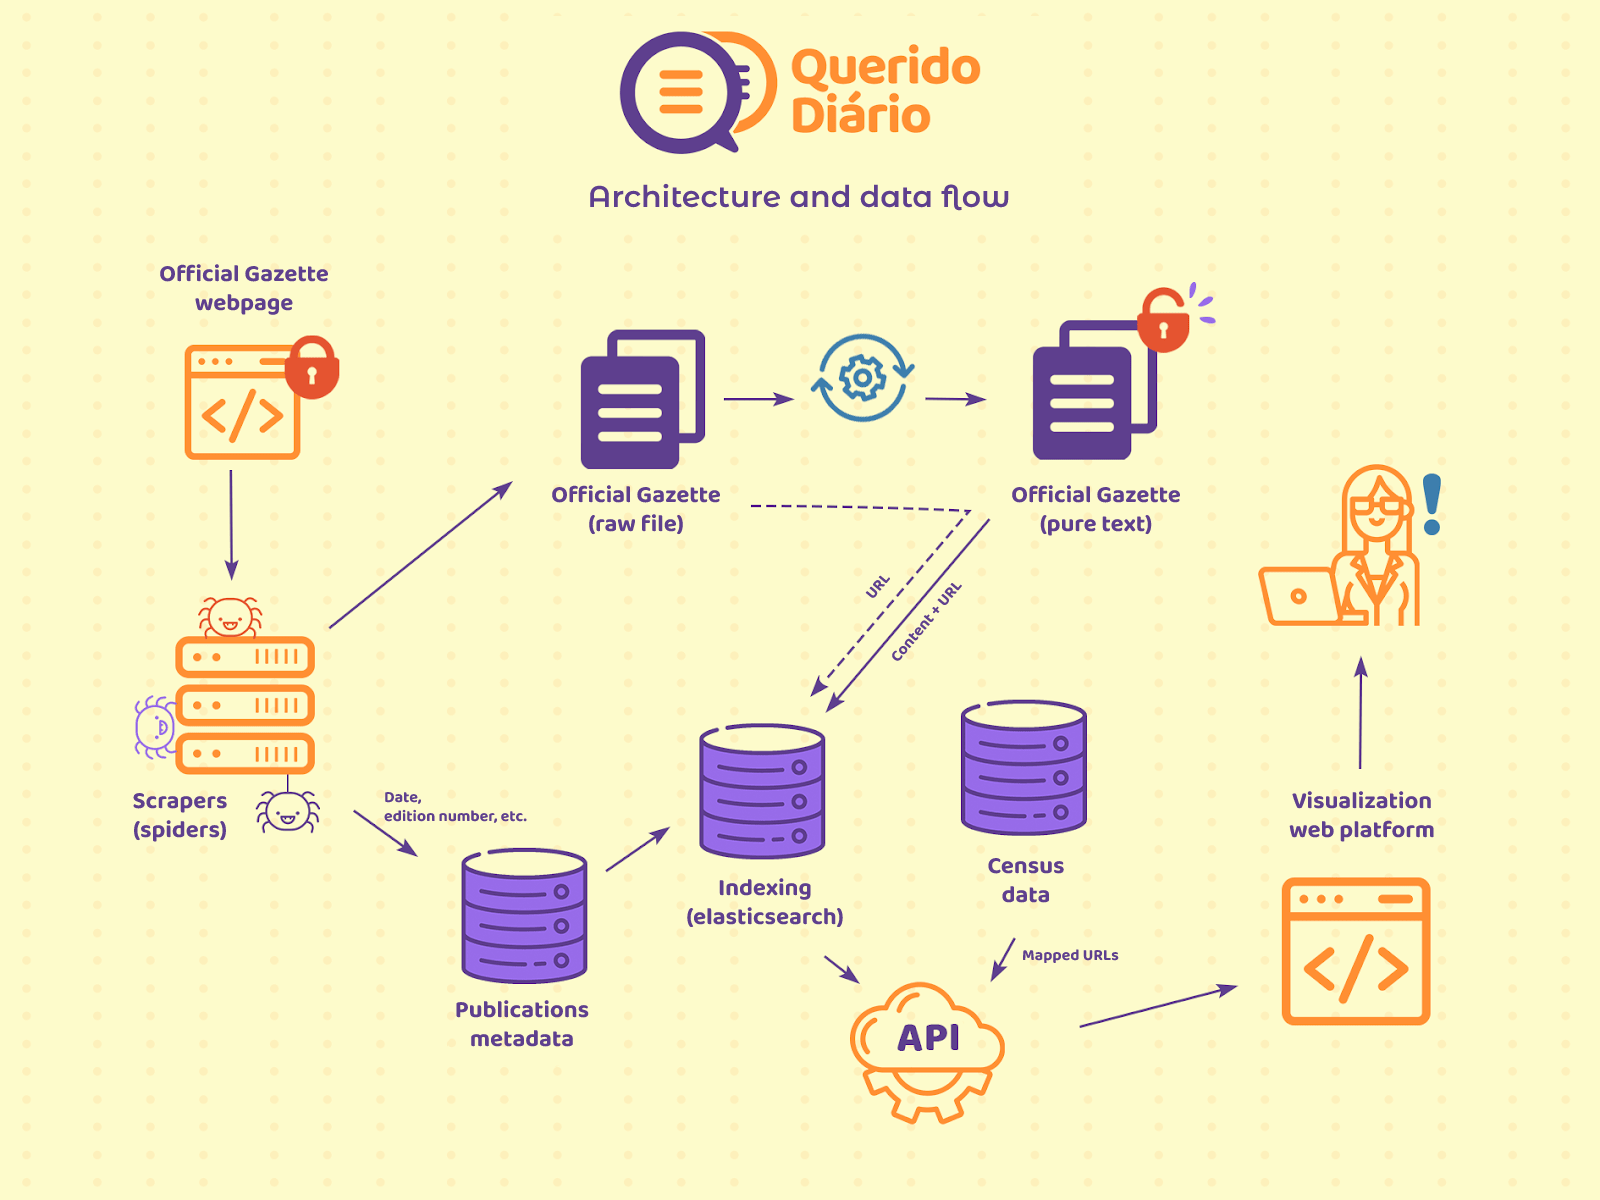 Querido
Diário
Architecture and data flow
Official Gazette
webpage
Official Gazette
(raw file)
Official Gazette
(pure text)
URL
Content + URL
Scrapers
(spiders)
Date,
edition number, etc.
Publications
metadata
Indexing
(elasticsearch)
Census
data
Mapped URLs
API
Visualization
web platform